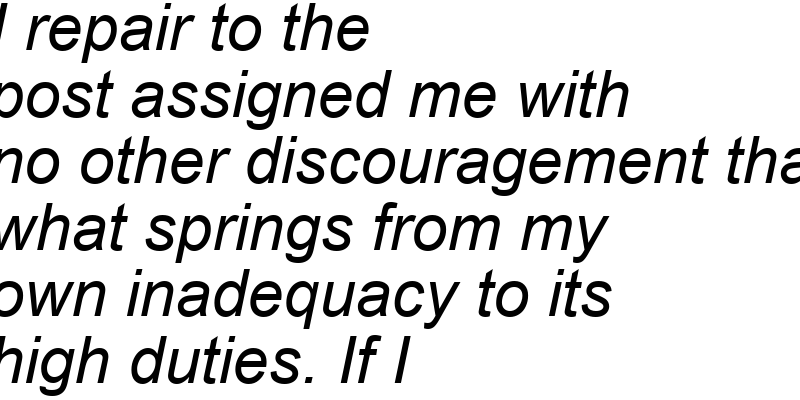 I repair to the
post assigned me with
no other discouragement tha
what springs from my
own inadequacy to its
high duties. If I